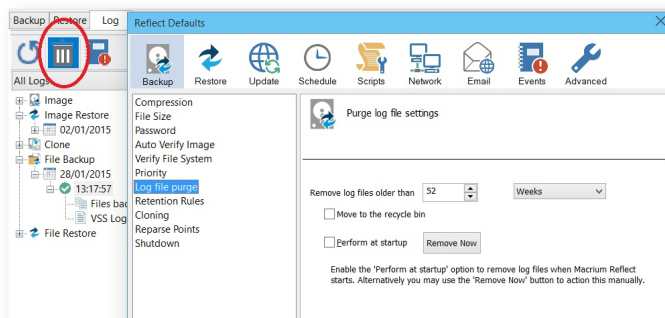 Backup Restore Log
Reflect Defaults
Backup Restore Update Schedule Scripts Network Email Events Advanced
All Logs
Image
Image Restore
02/01/2015
Clone
File Backup
28/01/2015
13:17:57
Files bac
VSS Log
File Restore
Compression
File Size
Password
Auto Verify Image
Verify File System
Priority
Log file purge
Retention Rules
Cloning
Reparse Points
Shutdown
Purge log file settings
Remove log files older than 52 Weeks
Move to the recycle bin
Perform at startup Remove Now
Enable the 'Perform at startup' option to remove log files when Macrium Reflect
starts. Alternatively you may use the 'Remove Now' button to action this manually.